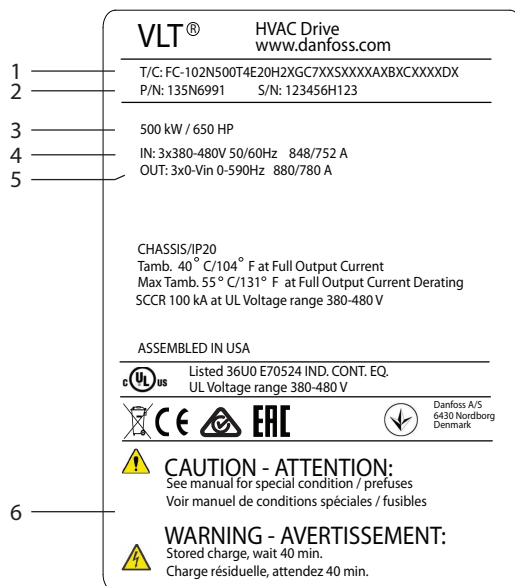 VLT® HVAC Drive
www.danfoss.com
1 T/C: FC-102N500T4E20H2XGC7XXSXXXXAXBXCXXXXDX
2 P/N: 135N6991 S/N: 123456H123
3 500 kW / 650 HP
4 IN: 3x380-480V 50/60Hz 848/752 A
5 OUT: 3x0-Vin 0-590Hz 880/780 A
CHASSIS/IP20
Tamb. 40° C/104° F at Full Output Current
Max Tamb. 55° C/131° F at Full Output Current Derating
SCCR 100 kA at UL Voltage range 380-480 V
ASSEMBLED IN USA
c UL us Listed 36U0 E70524 IND. CONT. EQ.
UL Voltage range 380-480 V
CE EAC
Danfoss A/S
6430 Nordborg
Denmark
CAUTION - ATTENTION:
See manual for special condition / prefuses
Voir manuel de conditions spéciales / fusibles
6
WARNING - AVERTISSEMENT:
Stored charge, wait 40 min.
Charge résiduelle, attendez 40 min.